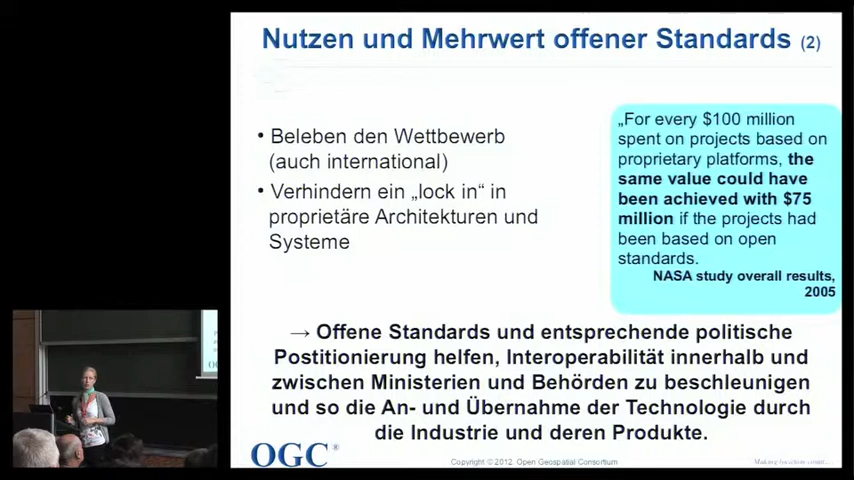 Nutzen und Mehrwert offener Standards (2)
• Beleben den Wettbewerb
(auch international)
• Verhindern ein „lock in“ in
proprietäre Architekturen und
Systeme
„For every $100 million
spent on projects based on
proprietary platforms, the
same value could have
been achieved with $75
million if the projects had
been based on open
standards.
NASA study overall results,
2005
→ Offene Standards und entsprechende politische
Postitionierung helfen, Interoperabilität innerhalb und
zwischen Ministerien und Behörden zu beschleunigen
und so die An- und Übernahme der Technologie durch
die Industrie und deren Produkte.
OGC®
Copyright © 2012. Open Geospatial Consortium
Making location count...